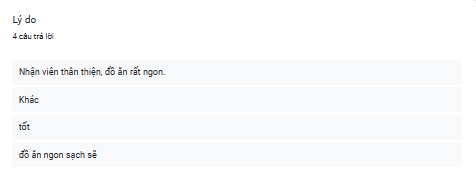 Lý do
4 câu trả lời
Nhận viên thân thiện, đồ ăn rất ngon.
Khác
tốt
đồ ăn ngon sạch sẽ